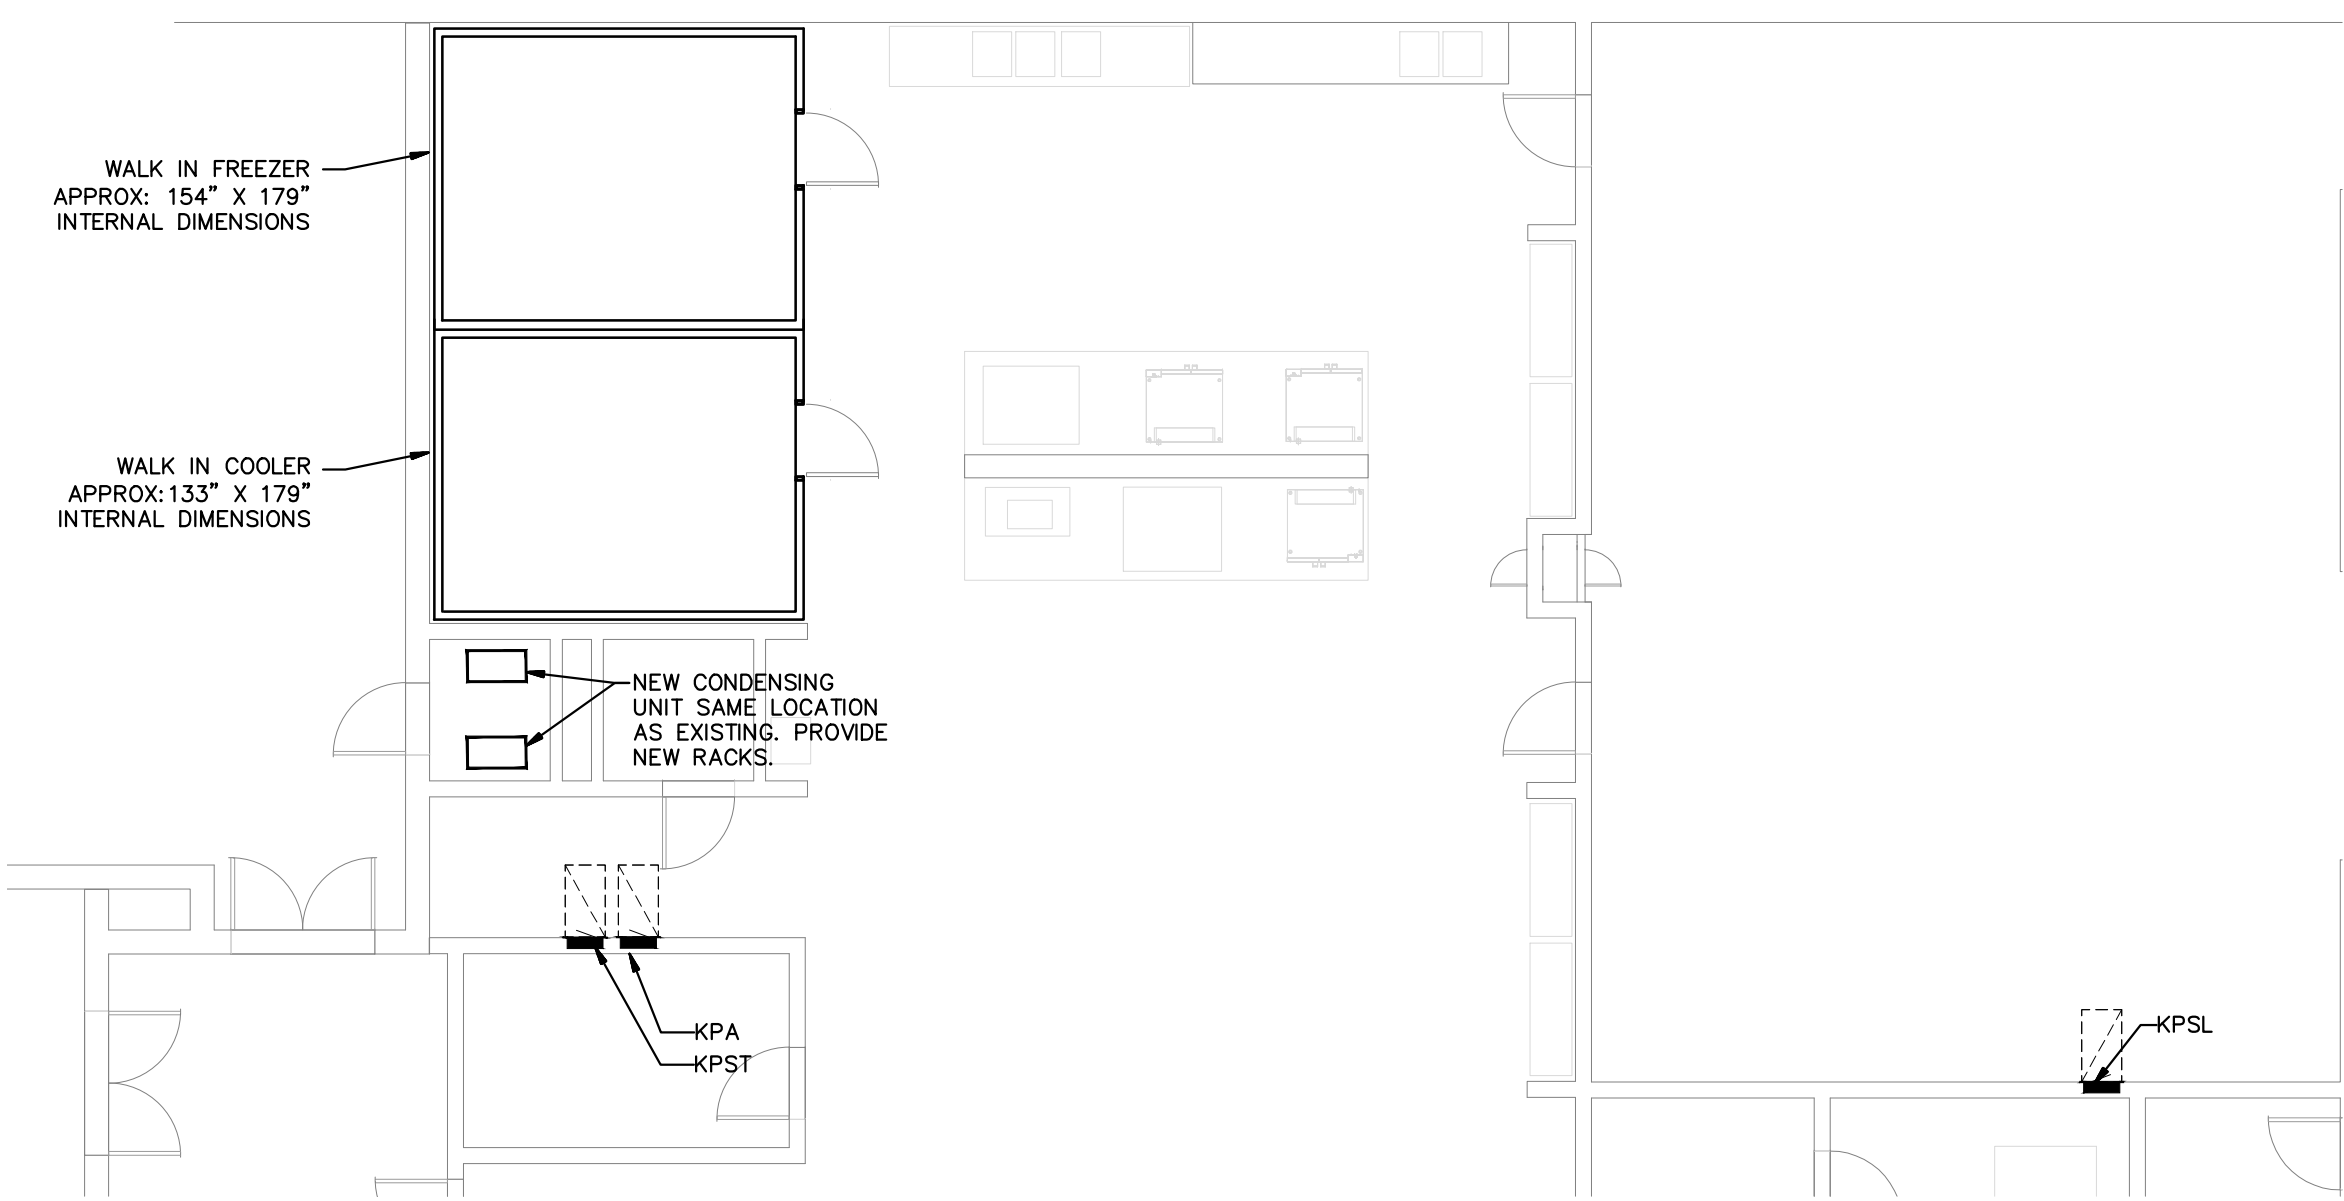 WALK IN FREEZER
APPROX: 154" X 179"
INTERNAL DIMENSIONS
WALK IN COOLER
APPROX:133" X 179"
INTERNAL DIMENSIONS
NEW CONDENSING
UNIT SAME LOCATION
AS EXISTING. PROVIDE
NEW RACKS.
KPA
KPST
KPSL